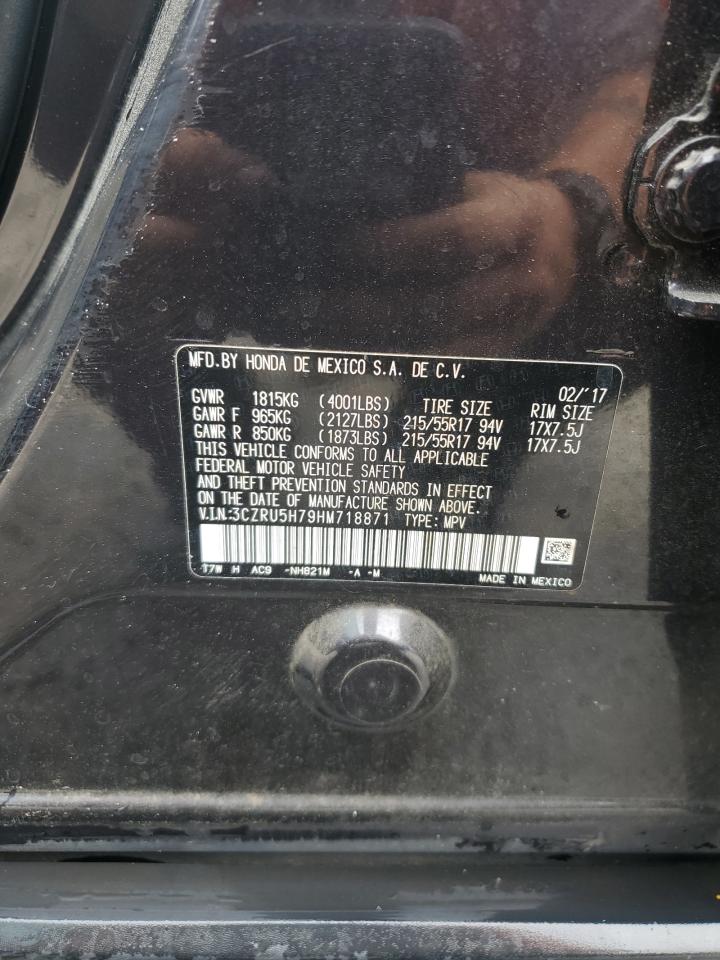 MFD.BY HONDA DE MEXICO S.A. DE C.V.
02/'17
GVWR 1815KG (4001LBS) TIRE SIZE RIM SIZE
GAWR F 965KG (2127LBS) 215/55R17 94V 17X7.5J
GAWR R 850KG (1873LBS) 215/55R17 94V 17X7.5J
THIS VEHICLE CONFORMS TO ALL APPLICABLE
FEDERAL MOTOR VEHICLE SAFETY
AND THEFT PREVENTION STANDARDS IN EFFECT
ON THE DATE OF MANUFACTURE SHOWN ABOVE.
V.I.N:3CZRU5H79HM718871 TYPE: MPV
T7W H AC9 -NH821M -A -M MADE IN MEXICO